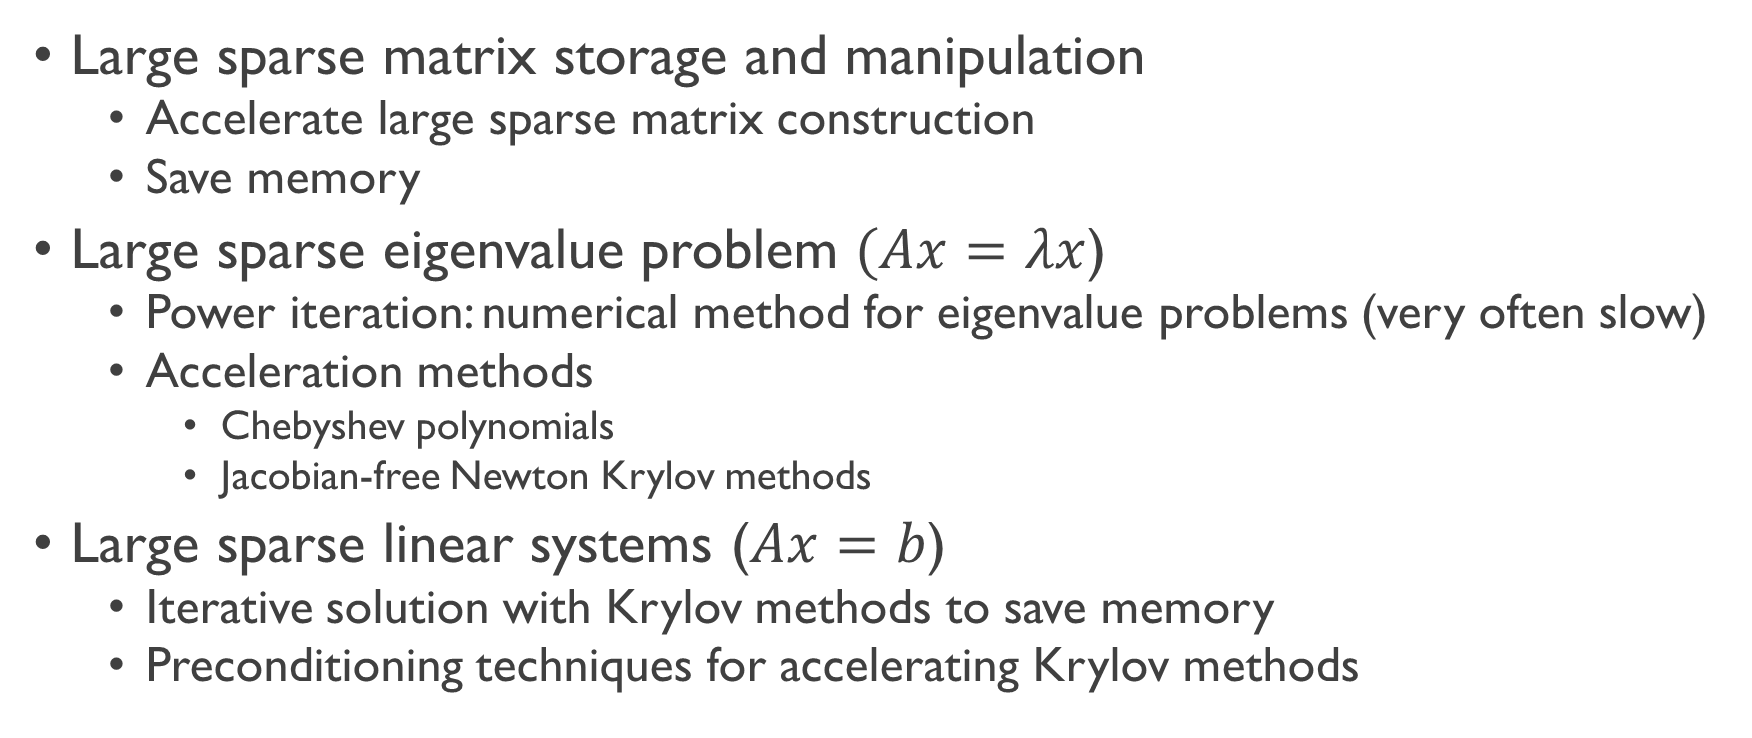 • Large sparse matrix storage and manipulation
• Accelerate large sparse matrix construction
• Save memory
• Large sparse eigenvalue problem (Ax = λx)
• Power iteration: numerical method for eigenvalue problems (very often slow)
• Acceleration methods
• Chebyshev polynomials
• Jacobian-free Newton Krylov methods
• Large sparse linear systems (Ax = b)
• Iterative solution with Krylov methods to save memory
• Preconditioning techniques for accelerating Krylov methods